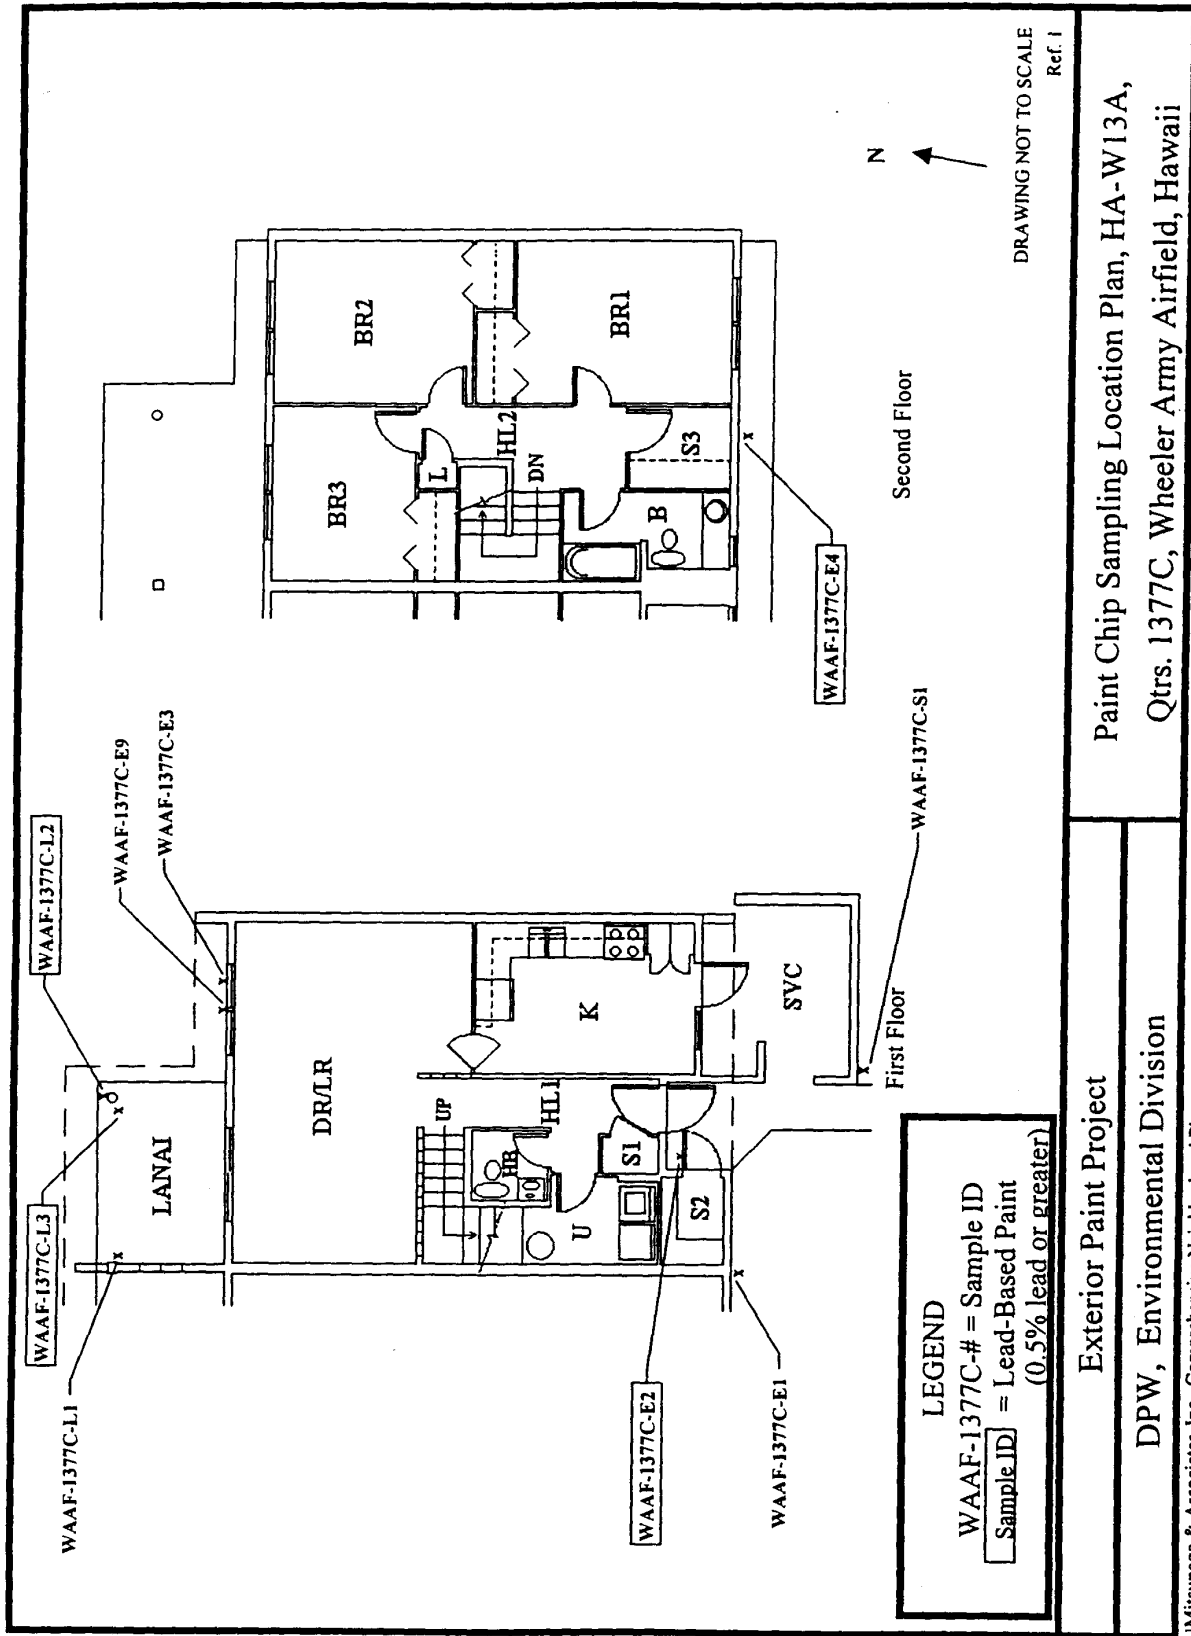 WAAF-1377C-L1
WAAF-1377C-L3
WAAF-1377C-L2
WAAF-1377C-E9
WAAF-1377C-E3
LANAI
DR/LR
UP
HB
HL1
K
U
S1
S2
SVC
WAAF-1377C-E2
WAAF-1377C-E1
First Floor
WAAF-1377C-S1
BR3
BR2
L
HL2
DN
BR1
B
S3
WAAF-1377C-E4
Second Floor
N
DRAWING NOT TO SCALE
Ref. 1
LEGEND
WAAF-1377C-# = Sample ID
Sample ID = Lead-Based Paint
(0.5% lead or greater)
Exterior Paint Project
DPW, Environmental Division
Paint Chip Sampling Location Plan, HA-W13A,
Qtrs. 1377C, Wheeler Army Airfield, Hawaii